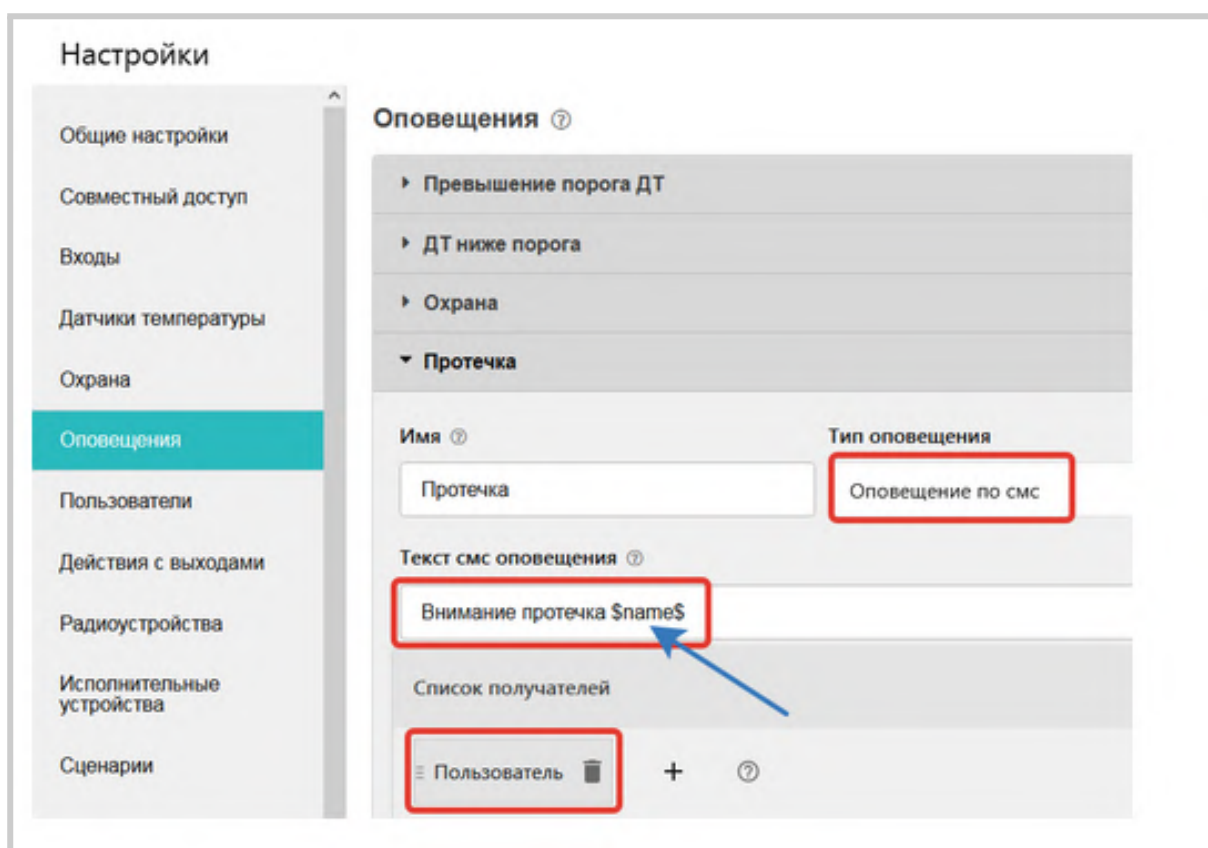 Настройки
Общие настройки
Совместный доступ
Входы
Датчики температуры
Охрана
Оповещения
Пользователи
Действия с выходами
Радиоустройства
Исполнительные
устройства
Сценарии
Оповещения ?
Превышение порога ДТ
ДТ ниже порога
Охрана
Протечка
Имя ? Тип оповещения
Протечка Оповещение по смс
Текст смс оповещения ?
Внимание протечка $name$
Список получателей
Пользователь + ?